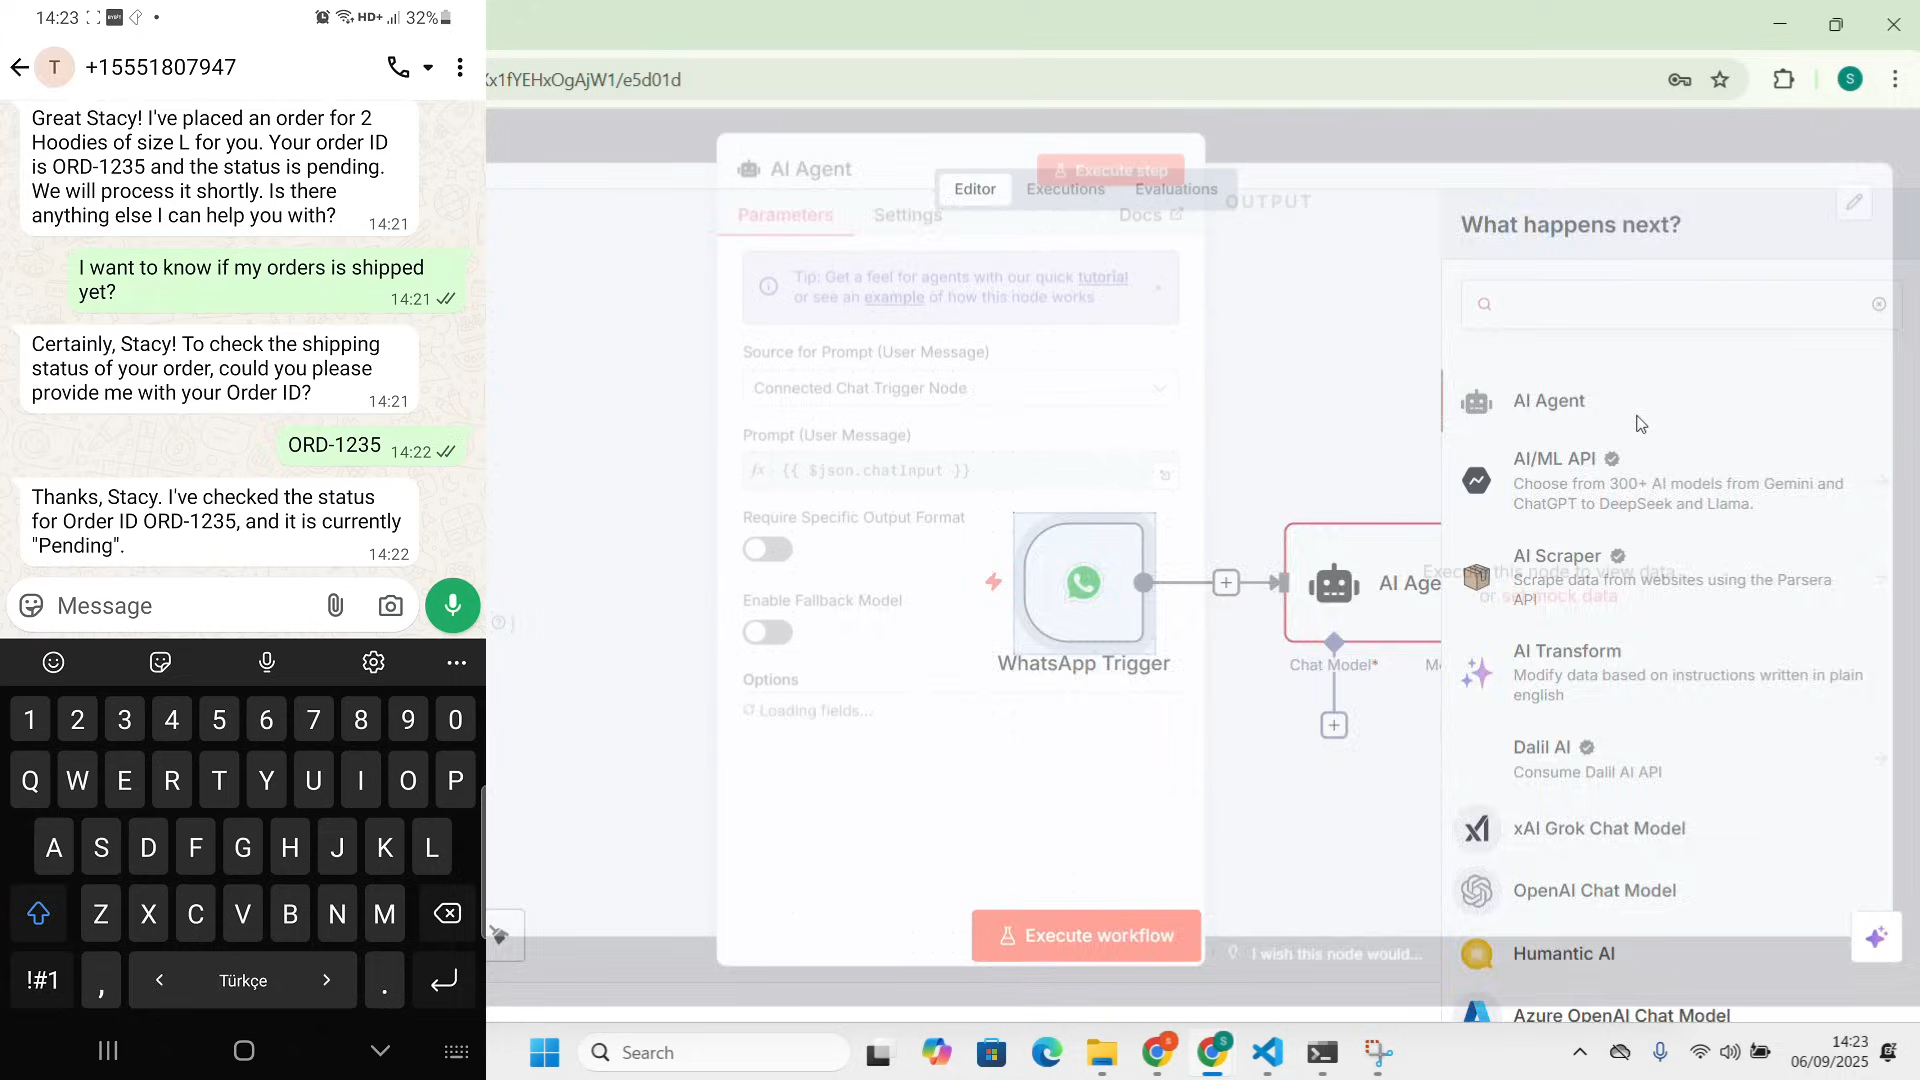 14:23
HD+
32%
T
+15551807947
Great Stacy! I've placed an order for 2
Hoodies of size L for you. Your order ID
is ORD-1235 and the status is pending.
We will process it shortly. Is there
anything else I can help you with?
14:21
I want to know if my orders is shipped
yet?
14:21
Certainly, Stacy! To check the shipping
status of your order, could you please
provide me with your Order ID?
14:21
ORD-1235
14:22
Thanks, Stacy. I've checked the status
for Order ID ORD-1235, and it is currently
"Pending".
14:22
Message
1 2 3 4 5 6 7 8 9 0
Q W E R T Y U I O P
A S D F G H J K L
Z X C V B N M
!#1 , < Türkçe > .
x1fYEHxOgAjW1/e5d01d
S
AI Agent
Execute step
Editor
Executions
Evaluations
Parameters
Settings
Docs
OUTPUT
Tip: Get a feel for agents with our quick tutorial
or see an example of how this node works
Source for Prompt (User Message)
Connected Chat Trigger Node
Prompt (User Message)
fx {{ $json.chatInput }}
Require Specific Output Format
Enable Fallback Model
Options
Loading fields...
WhatsApp Trigger
AI Age
Chat Model*
Execute this node to view data
or set mock data
Execute workflow
I wish this node would...
What happens next?
AI Agent
AI/ML API
Choose from 300+ AI models from Gemini and
ChatGPT to DeepSeek and Llama.
AI Scraper
Scrape data from websites using the Parsera
API
AI Transform
Modify data based on instructions written in plain
english
Dalil AI
Consume Dalil AI API
xAI Grok Chat Model
OpenAI Chat Model
Humantic AI
Azure OpenAI Chat Model
Search
14:23
06/09/2025